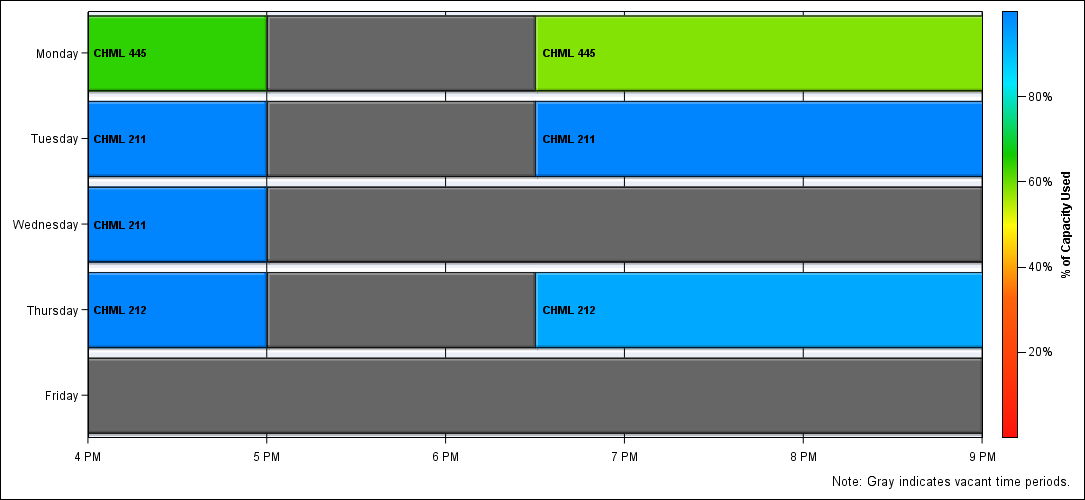 Monday
CHML 445
CHML 445
Tuesday
CHML 211
CHML 211
Wednesday
CHML 211
Thursday
CHML 212
CHML 212
Friday
4 PM
5 PM
6 PM
7 PM
8 PM
9 PM
80%
60%
40%
20%
% of Capacity Used
Note: Gray indicates vacant time periods.